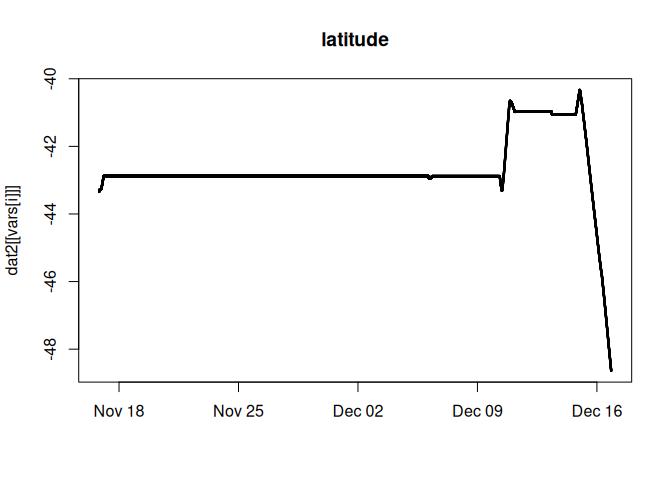 latitude
dat2[[vars[i]]]
-40
-42
-44
-46
-48
Nov 18
Nov 25
Dec 02
Dec 09
Dec 16